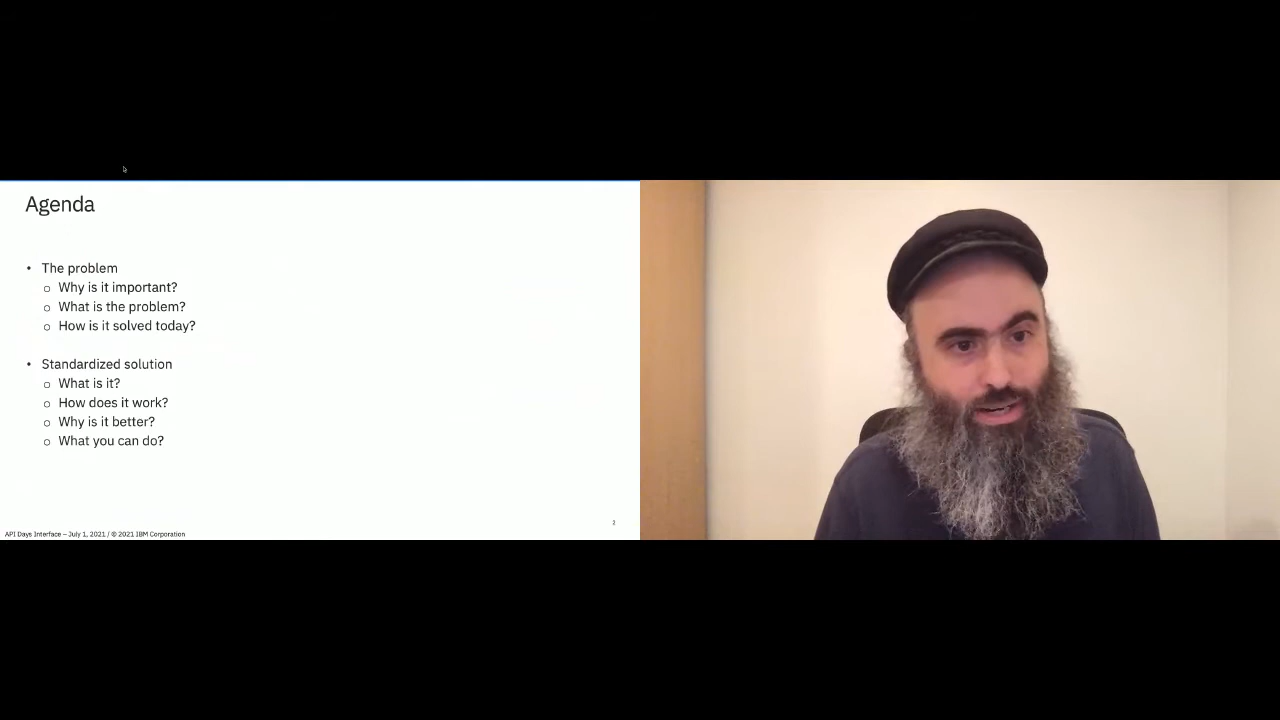 Agenda
• The problem
o Why is it important?
o What is the problem?
o How is it solved today?
• Standardized solution
o What is it?
o How does it work?
o Why is it better?
o What you can do?
2
API Days Interface – July 1, 2021 / © 2021 IBM Corporation